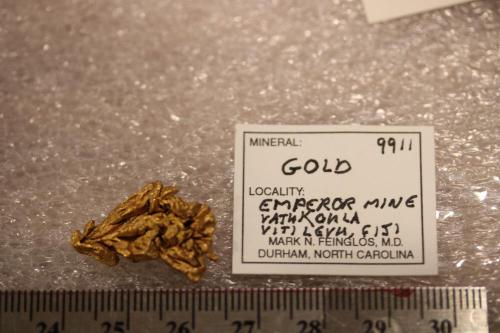 MINERAL: 9911
GOLD
LOCALITY:
EMPEROR MINE
VATUKOULA
VITI LEVU, FIJI
MARK N. FEINGLOS, M.D.
DURHAM, NORTH CAROLINA
24 25 26 27 28 29 30